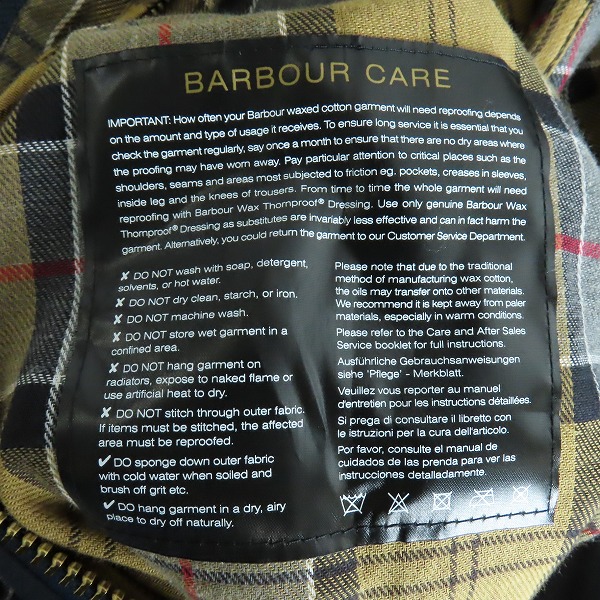 BARBOUR CARE
IMPORTANT: How often your Barbour waxed cotton garment will need reproofing depends
on the amount and type of usage it receives. To ensure long service it is essential that you
check the garment regularly, say once a month to ensure that there are no dry areas where
the proofing may have worn away. Pay particular attention to critical places such as the
shoulders, seams and areas most subjected to friction eg. pockets, creases in sleeves,
inside leg and the knees of trousers. From time to time the whole garment will need
reproofing with Barbour Wax Thornproof® Dressing. Use only genuine Barbour Wax
Thornproof® Dressing as substitutes are invariably less effective and can in fact harm the
garment. Alternatively, you could return the garment to our Customer Service Department.
✘ DO NOT wash with soap, detergent,
solvents, or hot water.
✘ DO NOT dry clean, starch, or iron.
✘ DO NOT machine wash.
✘ DO NOT store wet garment in a
confined area.
✘ DO NOT hang garment on
radiators, expose to naked flame or
use artificial heat to dry.
✘ DO NOT stitch through outer fabric.
If items must be stitched, the affected
area must be reproofed.
✔ DO sponge down outer fabric
with cold water when soiled and
brush off grit etc.
✔ DO hang garment in a dry, airy
place to dry off naturally.
Please note that due to the traditional
method of manufacturing wax cotton,
the oils may transfer onto other materials.
We recommend it is kept away from paler
materials, especially in warm conditions.
Please refer to the Care and After Sales
Service booklet for full instructions.
Ausführliche Gebrauchsanweisungen
siehe 'Pflege' - Merkblatt.
Veuillez vous reporter au manuel
d'entretien pour les instructions détaillées.
Si prega di consultare il libretto con
le istruzioni per la cura dell'articolo.
Por favor, consulte el manual de
cuidados de las prenda para ver las
instrucciones detalladamente.